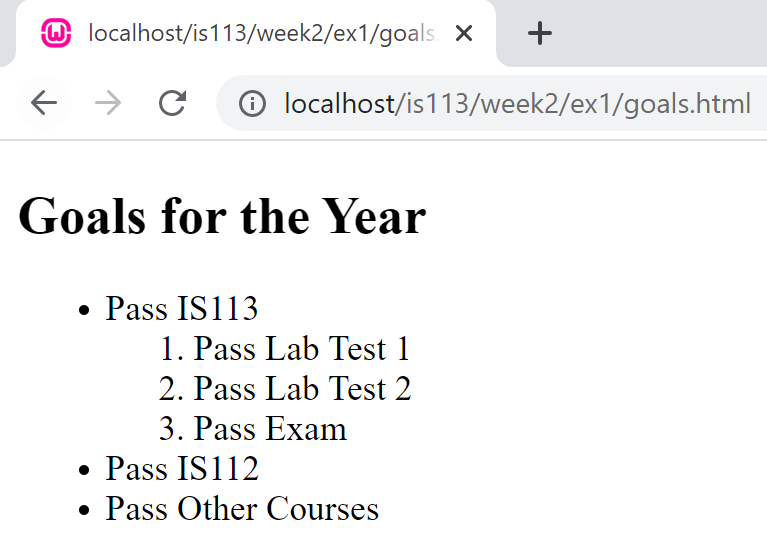 localhost/is113/week2/ex1/goals.
localhost/is113/week2/ex1/goals.html
Goals for the Year
• Pass IS113
1. Pass Lab Test 1
2. Pass Lab Test 2
3. Pass Exam
• Pass IS112
• Pass Other Courses